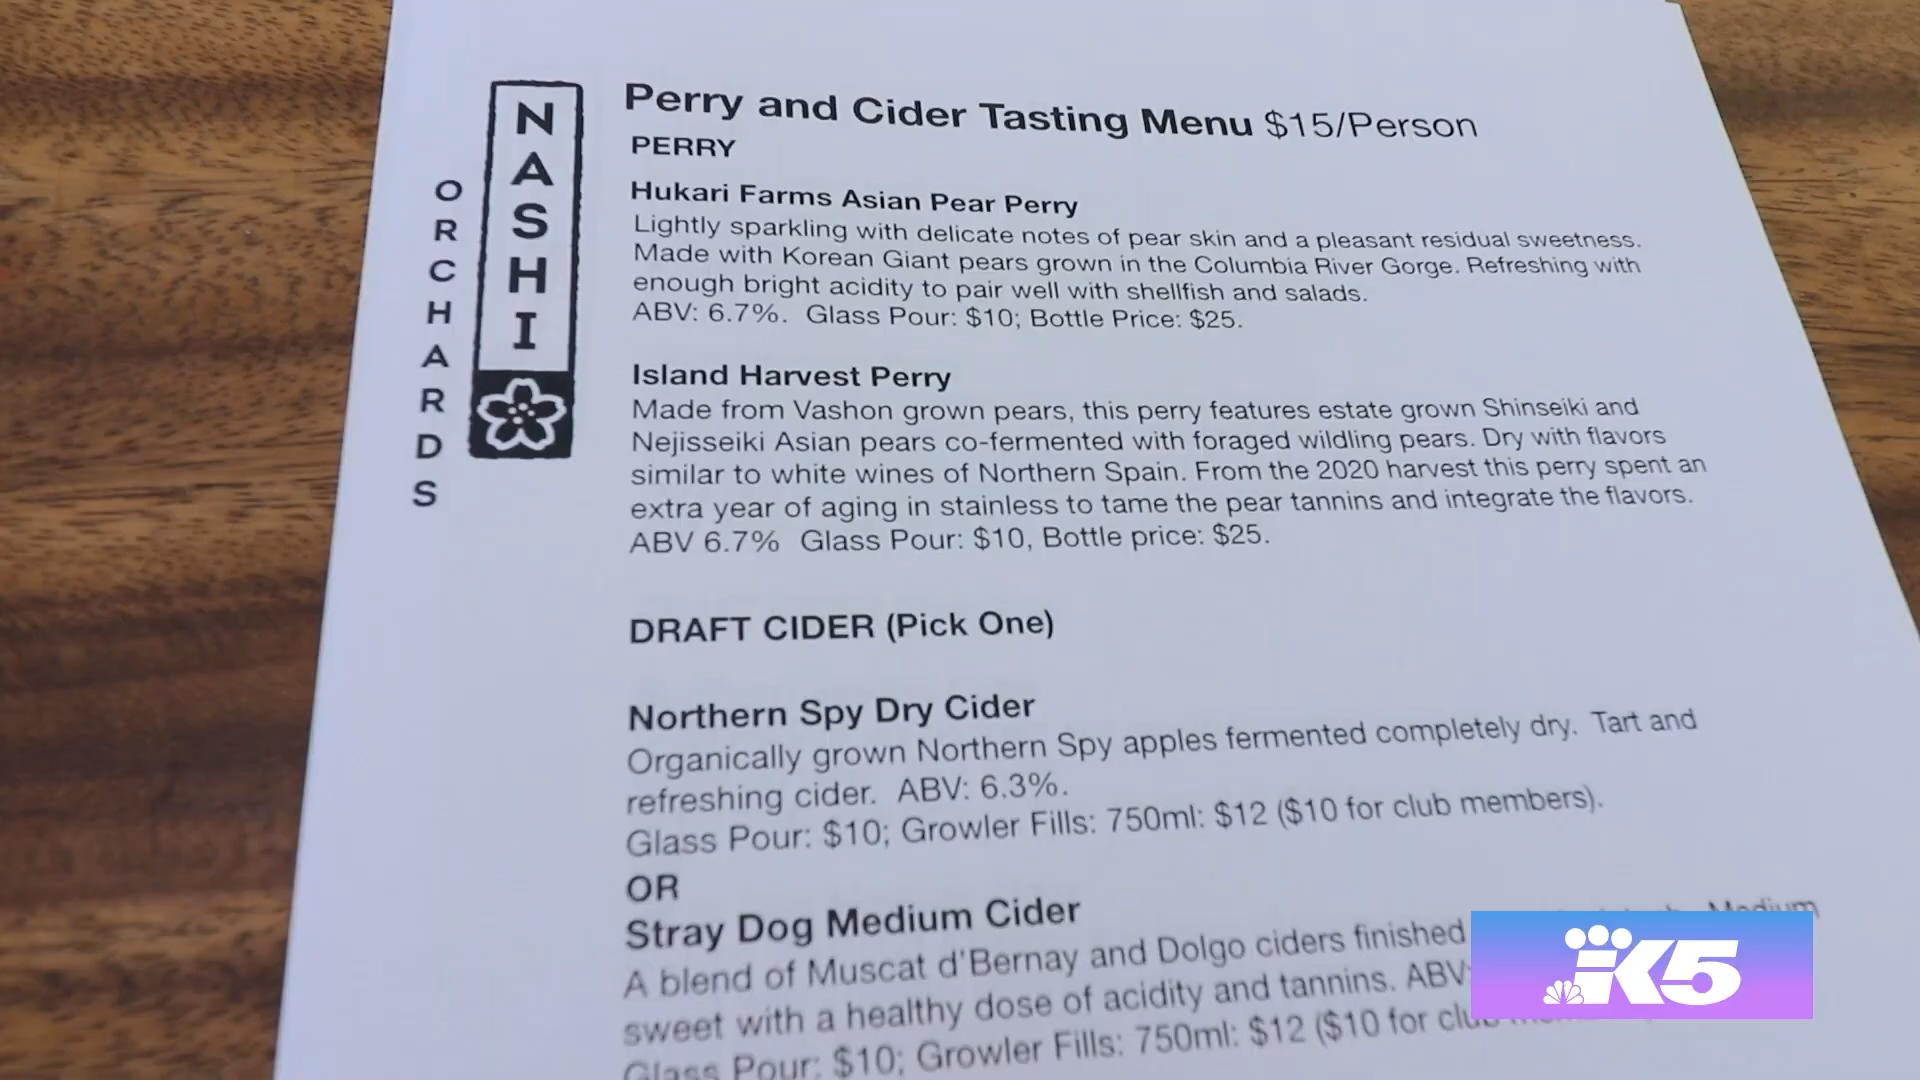 NASHI
ORCHARDS
Perry and Cider Tasting Menu $15/Person
PERRY
Hukari Farms Asian Pear Perry
Lightly sparkling with delicate notes of pear skin and a pleasant residual sweetness.
Made with Korean Giant pears grown in the Columbia River Gorge. Refreshing with
enough bright acidity to pair well with shellfish and salads.
ABV: 6.7%. Glass Pour: $10; Bottle Price: $25.
Island Harvest Perry
Made from Vashon grown pears, this perry features estate grown Shinseiki and
Nejisseiki Asian pears co-fermented with foraged wildling pears. Dry with flavors
similar to white wines of Northern Spain. From the 2020 harvest this perry spent an
extra year of aging in stainless to tame the pear tannins and integrate the flavors.
ABV 6.7% Glass Pour: $10, Bottle price: $25.
DRAFT CIDER (Pick One)
Northern Spy Dry Cider
Organically grown Northern Spy apples fermented completely dry. Tart and
refreshing cider. ABV: 6.3%.
Glass Pour: $10; Growler Fills: 750ml: $12 ($10 for club members).
OR
Stray Dog Medium Cider
A blend of Muscat d'Bernay and Dolgo ciders finished Medium
sweet with a healthy dose of acidity and tannins. ABV:
Glass Pour: $10; Growler Fills: 750ml: $12 ($10 for club
K5